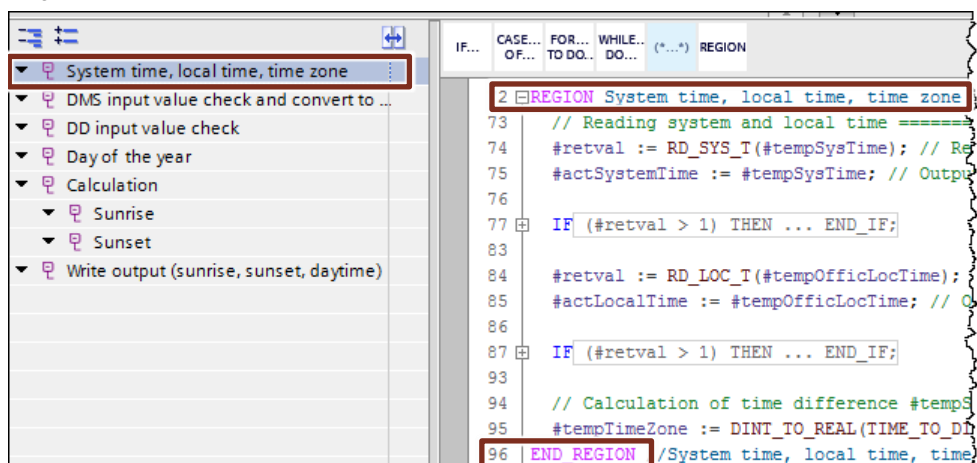 IF... CASE... OF... FOR... TO DO.. WHILE.. DO... (*...*) REGION
System time, local time, time zone
DMS input value check and convert to ...
DD input value check
Day of the year
Calculation
Sunrise
Sunset
Write output (sunrise, sunset, daytime)
2 REGION System time, local time, time zone
73 // Reading system and local time =======
74 #retval := RD_SYS_T(#tempSysTime); // Re
75 #actSystemTime := #tempSysTime; // Outpu
76
77 IF (#retval > 1) THEN ... END_IF;
83
84 #retval := RD_LOC_T(#tempOfficLocTime);
85 #actLocalTime := #tempOfficLocTime; // O
86
87 IF (#retval > 1) THEN ... END_IF;
93
94 // Calculation of time difference #tempS
95 #tempTimeZone := DINT_TO_REAL(TIME_TO_DI
96 END_REGION /System time, local time, time